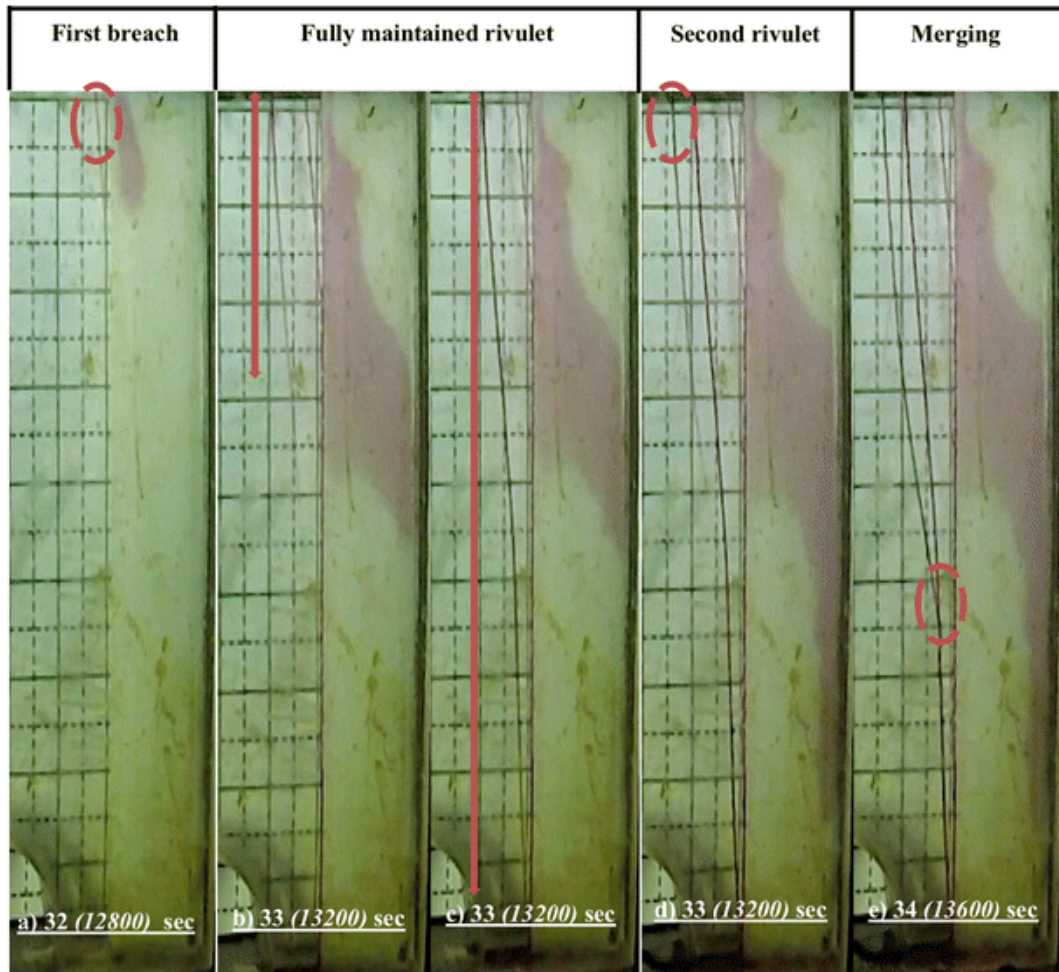 First breach
Fully maintained rivulet
Second rivulet
Merging
a) 32 (12800) sec
b) 33 (13200) sec
c) 33 (13200) sec
d) 33 (13200) sec
e) 34 (13600) sec